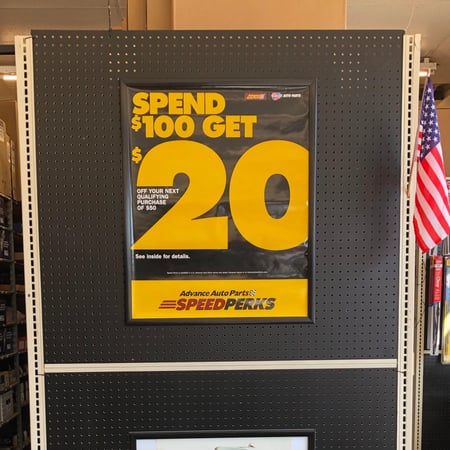 SPEND
$100 GET
$20
OFF YOUR NEXT
QUALIFYING
PURCHASE
OF $50
See inside for details.
Advance Auto Parts
SPEEDPERKS